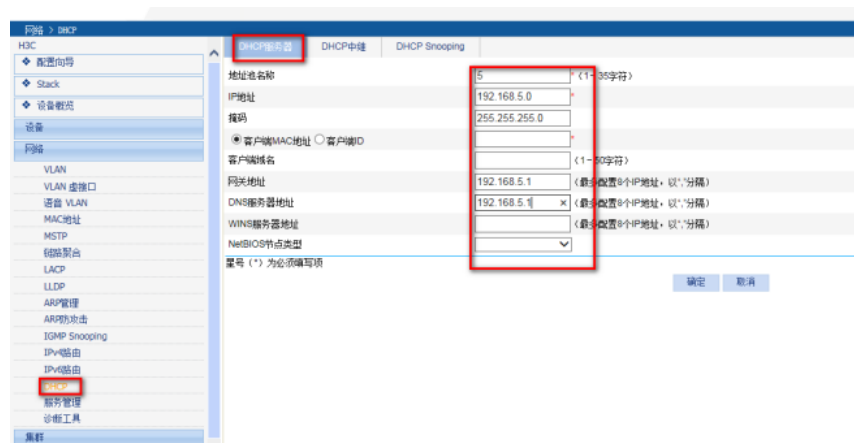 网络 > DHCP
H3C
配置向导
Stack
设备概览
设备
网络
VLAN
VLAN 虚接口
语音 VLAN
MAC地址
MSTP
链路聚合
LACP
LLDP
ARP管理
ARP防攻击
IGMP Snooping
IPv4路由
IPv6路由
DHCP
服务管理
诊断工具
集群
DHCP服务器 DHCP中继 DHCP Snooping
地址池名称 5 * (1-35字符)
IP地址 192.168.5.0 *
掩码 255.255.255.0
客户端MAC地址 客户端ID *
客户端域名 (1-50字符)
网关地址 192.168.5.1 (最多配置8个IP地址，以","分隔)
DNS服务器地址 192.168.5.1 × (最多配置8个IP地址，以","分隔)
WINS服务器地址 (最多配置8个IP地址，以","分隔)
NetBIOS节点类型
星号（*）为必须填写项
确定 取消